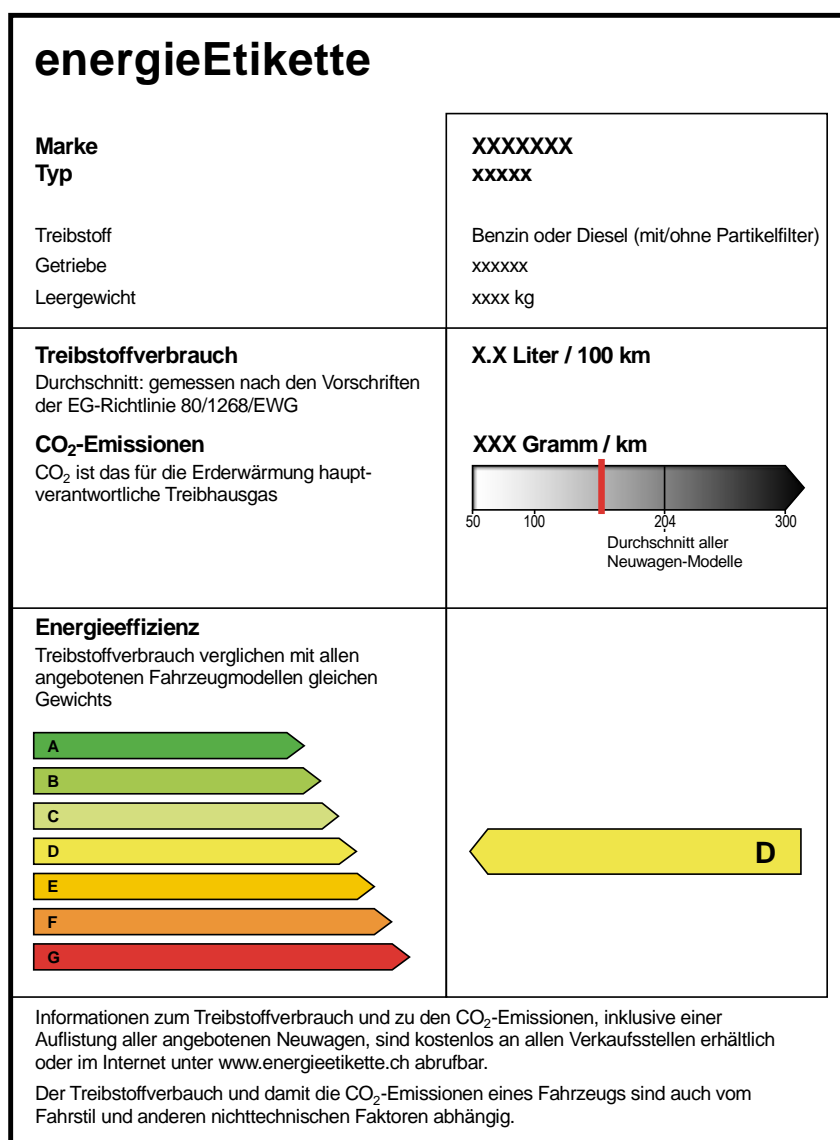 energieEtikette
Marke
XXXXXXX
Typ
xxxxx
Treibstoff
Benzin oder Diesel (mit/ohne Partikelfilter)
Getriebe
xxxxxx
Leergewicht
xxxx kg
Treibstoffverbrauch
X.X Liter / 100 km
Durchschnitt: gemessen nach den Vorschriften
der EG-Richtlinie 80/1268/EWG
CO₂-Emissionen
XXX Gramm / km
CO₂ ist das für die Erderwärmung haupt-
verantwortliche Treibhausgas
50 100 204 300
Durchschnitt aller
Neuwagen-Modelle
Energieeffizienz
Treibstoffverbrauch verglichen mit allen
angebotenen Fahrzeugmodellen gleichen
Gewichts
A
B
C
D
D
E
F
G
Informationen zum Treibstoffverbrauch und zu den CO₂-Emissionen, inklusive einer
Auflistung aller angebotenen Neuwagen, sind kostenlos an allen Verkaufsstellen erhältlich
oder im Internet unter www.energieetikette.ch abrufbar.
Der Treibstoffverbauch und damit die CO₂-Emissionen eines Fahrzeugs sind auch vom
Fahrstil und anderen nichttechnischen Faktoren abhängig.